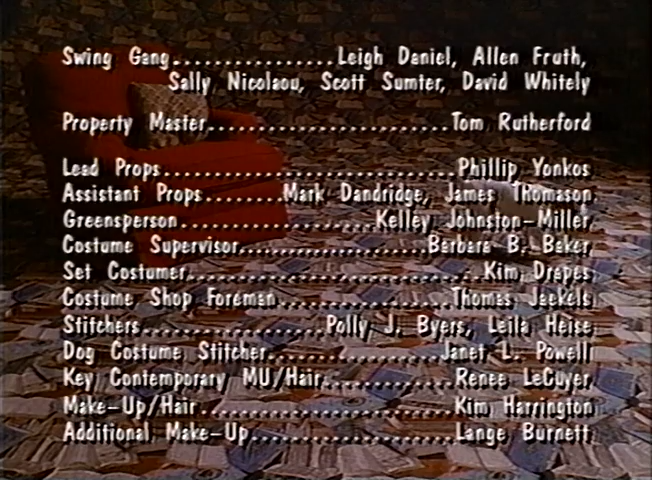 Swing Gang................Leigh Daniel, Allen Fruth,
Sally Nicolaou, Scott Sumter, David Whitely
Property Master........................Tom Rutherford
Lead Props.............................Phillip Yonkos
Assistant Props........Mark Dandridge, James Thomason
Greensperson...................Kelley Johnston-Miller
Costume Supervisor...................Barbara B. Baker
Set Costumer.............................Kim Drapes
Costume Shop Foreman.................Thomas Jaekels
Stitchers..................Polly J. Byers, Leila Heise
Dog Costume Stitcher.................Janet L. Powell
Key Contemporary MU/Hair.............Renee LeCuyer
Make-Up/Hair.........................Kim Harrington
Additional Make-Up....................Lange Burnett